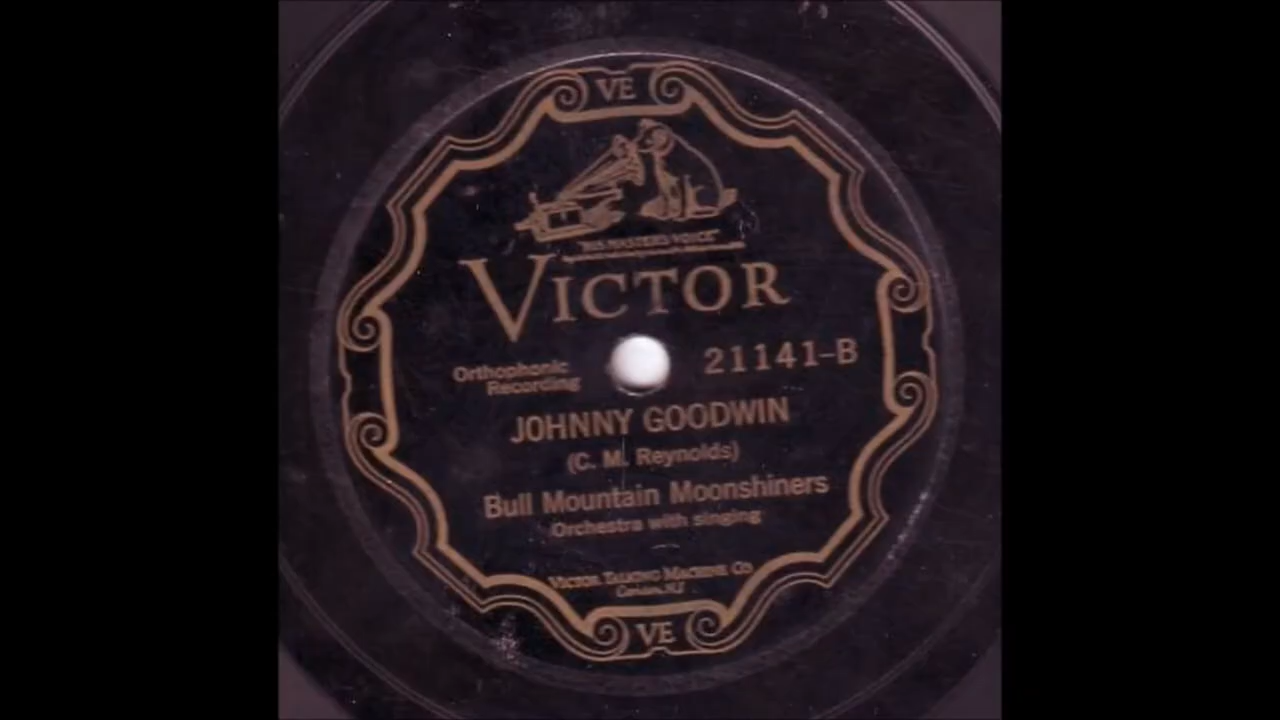 VE
"HIS MASTER'S VOICE"
VICTOR
Orthophonic
Recording
21141-B
JOHNNY GOODWIN
(C. M. Reynolds)
Bull Mountain Moonshiners
Orchestra with singing
VICTOR TALKING MACHINE CO
Camden, N.J.
VE